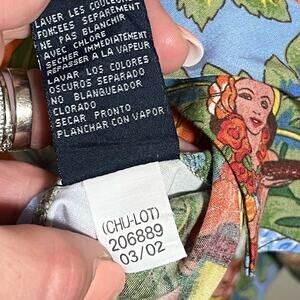 LAVER LES COULEURS
FONCEES SEPAREMENT
NE PAS BLANCHIR
AVEC CHLORE
SECHER IMMEDIATEMENT
REPASSER A LA VAPEUR
LAVAR LOS COLORES
OSCUROS SEPARADO
NO BLANQUEADOR
CLORADO
SECAR PRONTO
PLANCHAR CON VAPOR
(CHU-LOT)
206889
03/02